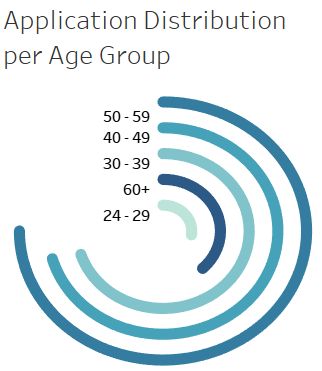 Application Distribution
per Age Group
50 - 59
40 - 49
30 - 39
60+
24 - 29